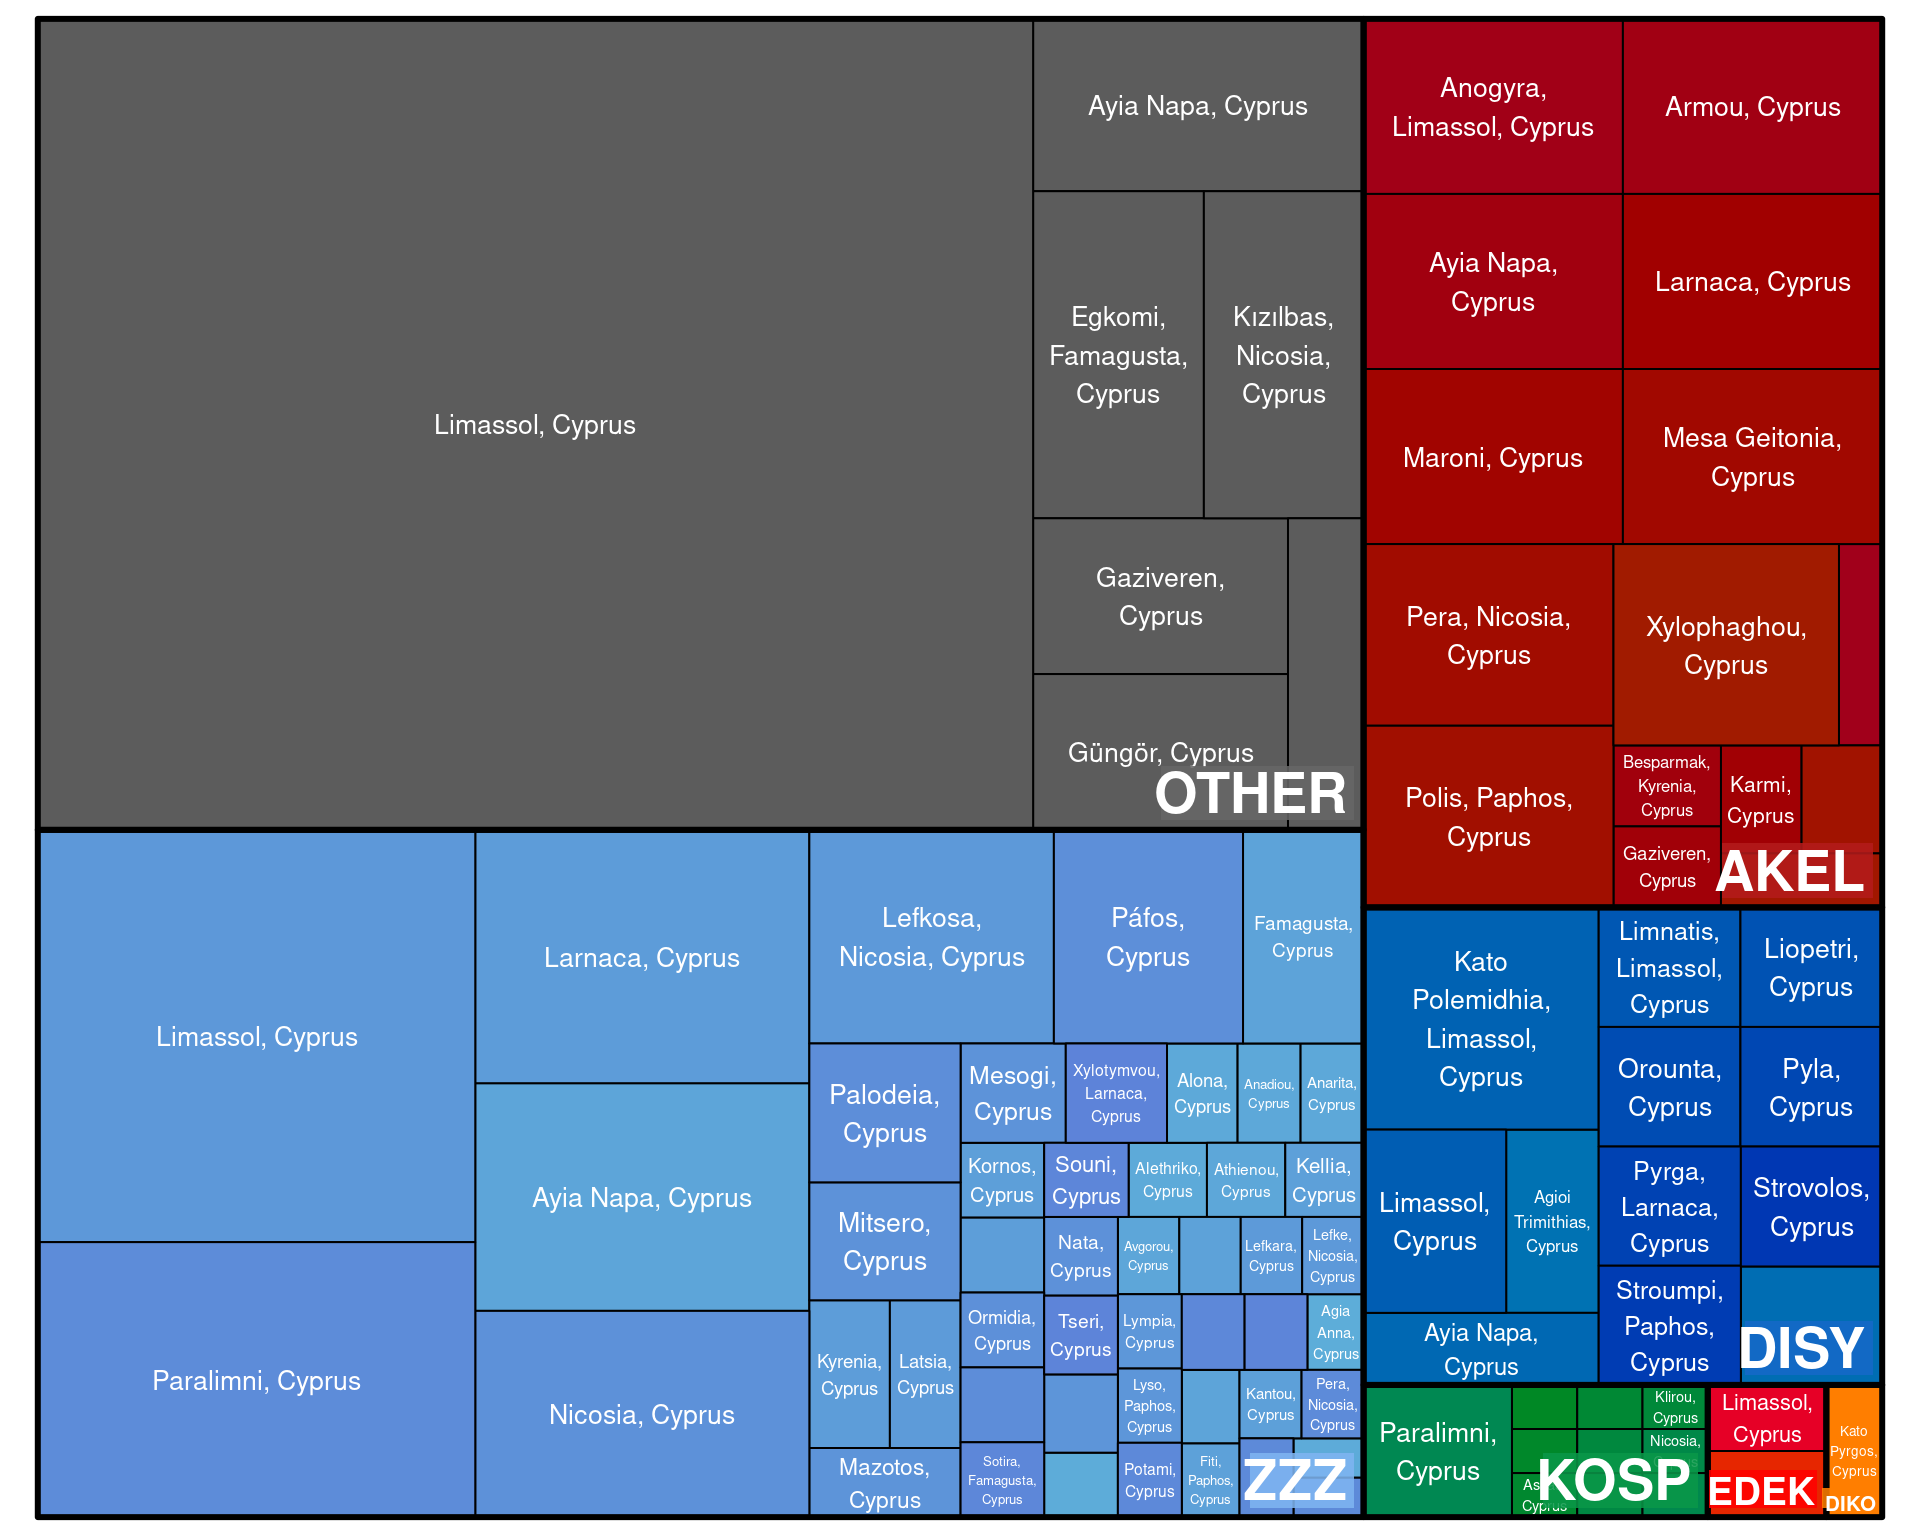 Limassol, Cyprus
Ayia Napa, Cyprus
Egkomi,
Famagusta,
Cyprus
Kızılbas,
Nicosia,
Cyprus
Gaziveren,
Cyprus
Güngör, Cyprus
OTHER
Anogyra,
Limassol, Cyprus
Armou, Cyprus
Ayia Napa,
Cyprus
Larnaca, Cyprus
Maroni, Cyprus
Mesa Geitonia,
Cyprus
Pera, Nicosia,
Cyprus
Xylophaghou,
Cyprus
Polis, Paphos,
Cyprus
Besparmak,
Kyrenia,
Cyprus
Karmi,
Cyprus
Gaziveren,
Cyprus
AKEL
Limassol, Cyprus
Paralimni, Cyprus
Larnaca, Cyprus
Ayia Napa, Cyprus
Nicosia, Cyprus
Lefkosa,
Nicosia, Cyprus
Páfos,
Cyprus
Famagusta,
Cyprus
Palodeia,
Cyprus
Mitsero,
Cyprus
Kyrenia,
Cyprus
Latsia,
Cyprus
Mazotos,
Cyprus
Mesogi,
Cyprus
Xylotymvou,
Larnaca,
Cyprus
Alona,
Cyprus
Anadiou,
Cyprus
Anarita,
Cyprus
Kornos,
Cyprus
Souni,
Cyprus
Alethriko,
Cyprus
Athienou,
Cyprus
Kellia,
Cyprus
Nata,
Cyprus
Avgorou,
Cyprus
Lefkara,
Cyprus
Lefke,
Nicosia,
Cyprus
Ormidia,
Cyprus
Tseri,
Cyprus
Lympia,
Cyprus
Agia
Anna,
Cyprus
Lyso,
Paphos,
Cyprus
Kantou,
Cyprus
Pera,
Nicosia,
Cyprus
Sotira,
Famagusta,
Cyprus
Potami,
Cyprus
Fiti,
Paphos,
Cyprus
ZZZ
Kato
Polemidhia,
Limassol,
Cyprus
Limnatis,
Limassol,
Cyprus
Liopetri,
Cyprus
Orounta,
Cyprus
Pyla,
Cyprus
Limassol,
Cyprus
Agioi
Trimithias,
Cyprus
Pyrga,
Larnaca,
Cyprus
Strovolos,
Cyprus
Ayia Napa,
Cyprus
Stroumpi,
Paphos,
Cyprus
DISY
Paralimni,
Cyprus
Klirou,
Cyprus
Nicosia,
Cyprus
KOSP
Limassol,
Cyprus
EDEK
Kato
Pyrgos,
Cyprus
DIKO